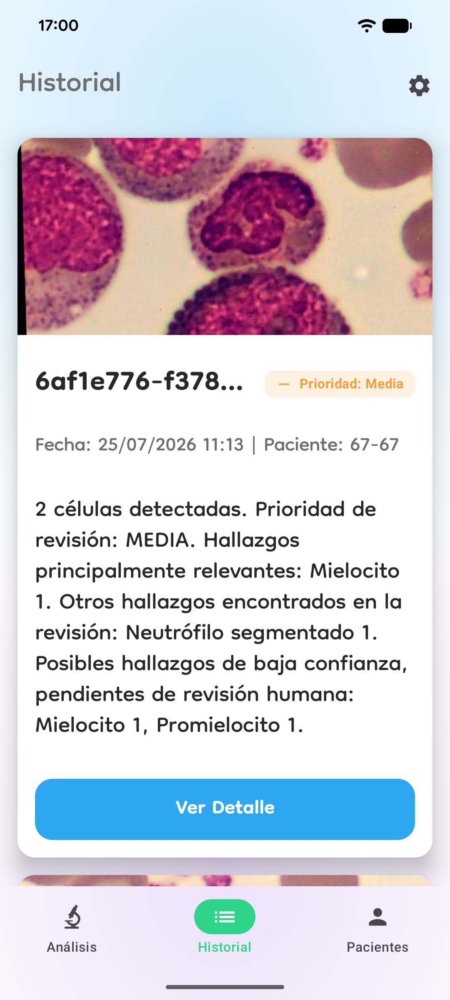 17:00
Historial
6af1e776-f378...
— Prioridad: Media
Fecha: 25/07/2026 11:13 | Paciente: 67-67
2 células detectadas. Prioridad de
revisión: MEDIA. Hallazgos
principalmente relevantes: Mielocito
1. Otros hallazgos encontrados en la
revisión: Neutrófilo segmentado 1.
Posibles hallazgos de baja confianza,
pendientes de revisión humana:
Mielocito 1, Promielocito 1.
Ver Detalle
Análisis
Historial
Pacientes